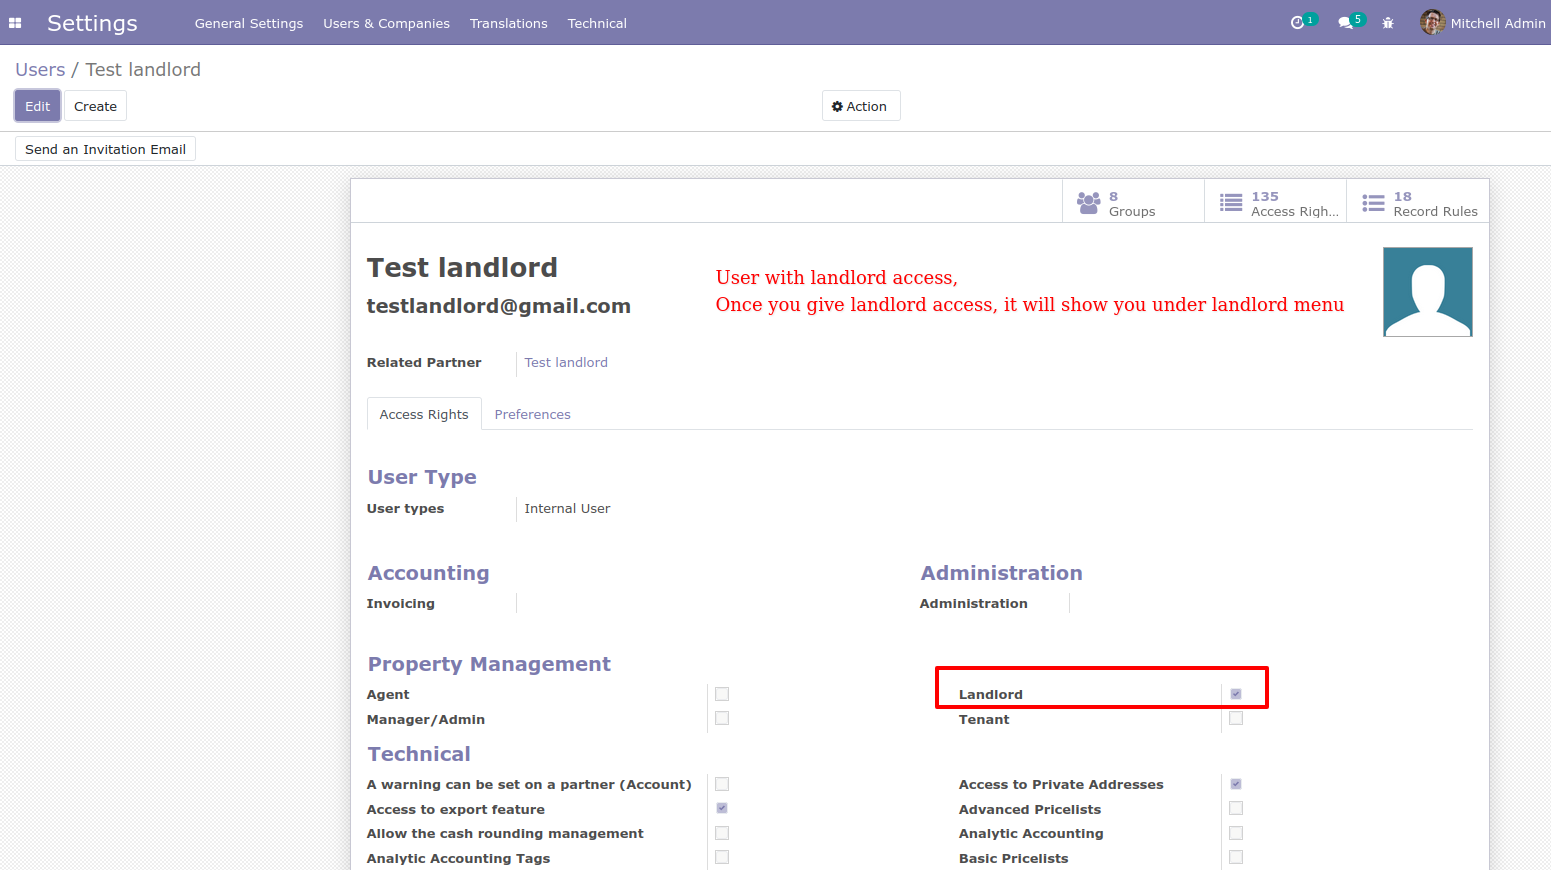 Settings General Settings Users & Companies Translations Technical 1 5 Mitchell Admin
Users / Test landlord
Edit Create Action
Send an Invitation Email
8 Groups
135 Access Righ...
18 Record Rules
Test landlord
testlandlord@gmail.com
User with landlord access,
Once you give landlord access, it will show you under landlord menu
Related Partner Test landlord
Access Rights Preferences
User Type
User types Internal User
Accounting Administration
Invoicing Administration
Property Management
Agent Landlord
Manager/Admin Tenant
Technical
A warning can be set on a partner (Account) Access to Private Addresses
Access to export feature Advanced Pricelists
Allow the cash rounding management Analytic Accounting
Analytic Accounting Tags Basic Pricelists